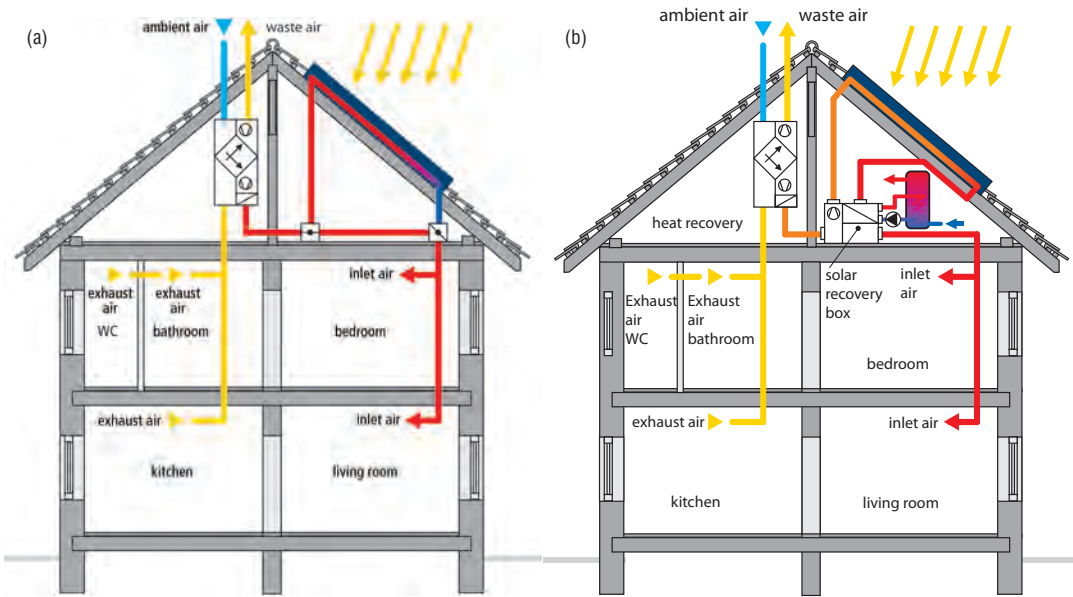 (a)
ambient air
waste air
inlet air
exhaust
air
WC
exhaust
air
bathroom
bedroom
exhaust air
inlet air
kitchen
living room
(b)
ambient air
waste air
heat recovery
solar
recovery
box
inlet
air
Exhaust
air
WC
Exhaust
air
bathroom
bedroom
exhaust air
inlet air
kitchen
living room